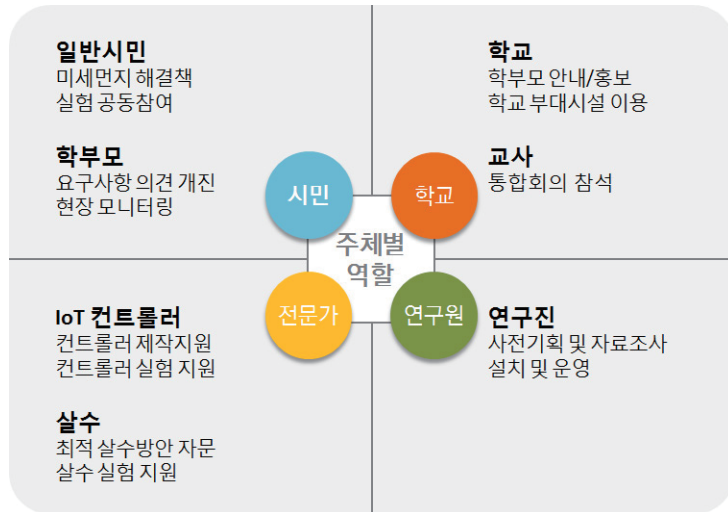 일반시민
미세먼지 해결책
실험 공동참여
학부모
요구사항 의견 개진
현장 모니터링
시민
학교
학부모 안내/홍보
학교 부대시설 이용
교사
통합회의 참석
학교
주체별
역할
전문가
IoT 컨트롤러
컨트롤러 제작지원
컨트롤러 실험 지원
살수
최적 살수방안 자문
살수 실험 지원
연구원
연구진
사전기획 및 자료조사
설치 및 운영